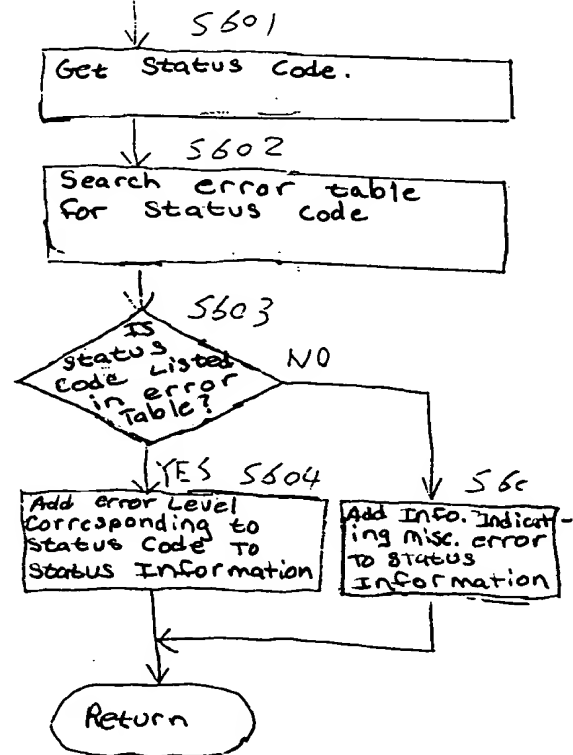 S601
Get Status Code.
S602
Search error table
for Status Code
S603
Is
Status
Code Listed
in error
Table?
NO
YES S604
Add error Level
Corresponding to
Status Code To
Status Information
Add Info. Indicat-
ing misc. error
To Status
Information
Return